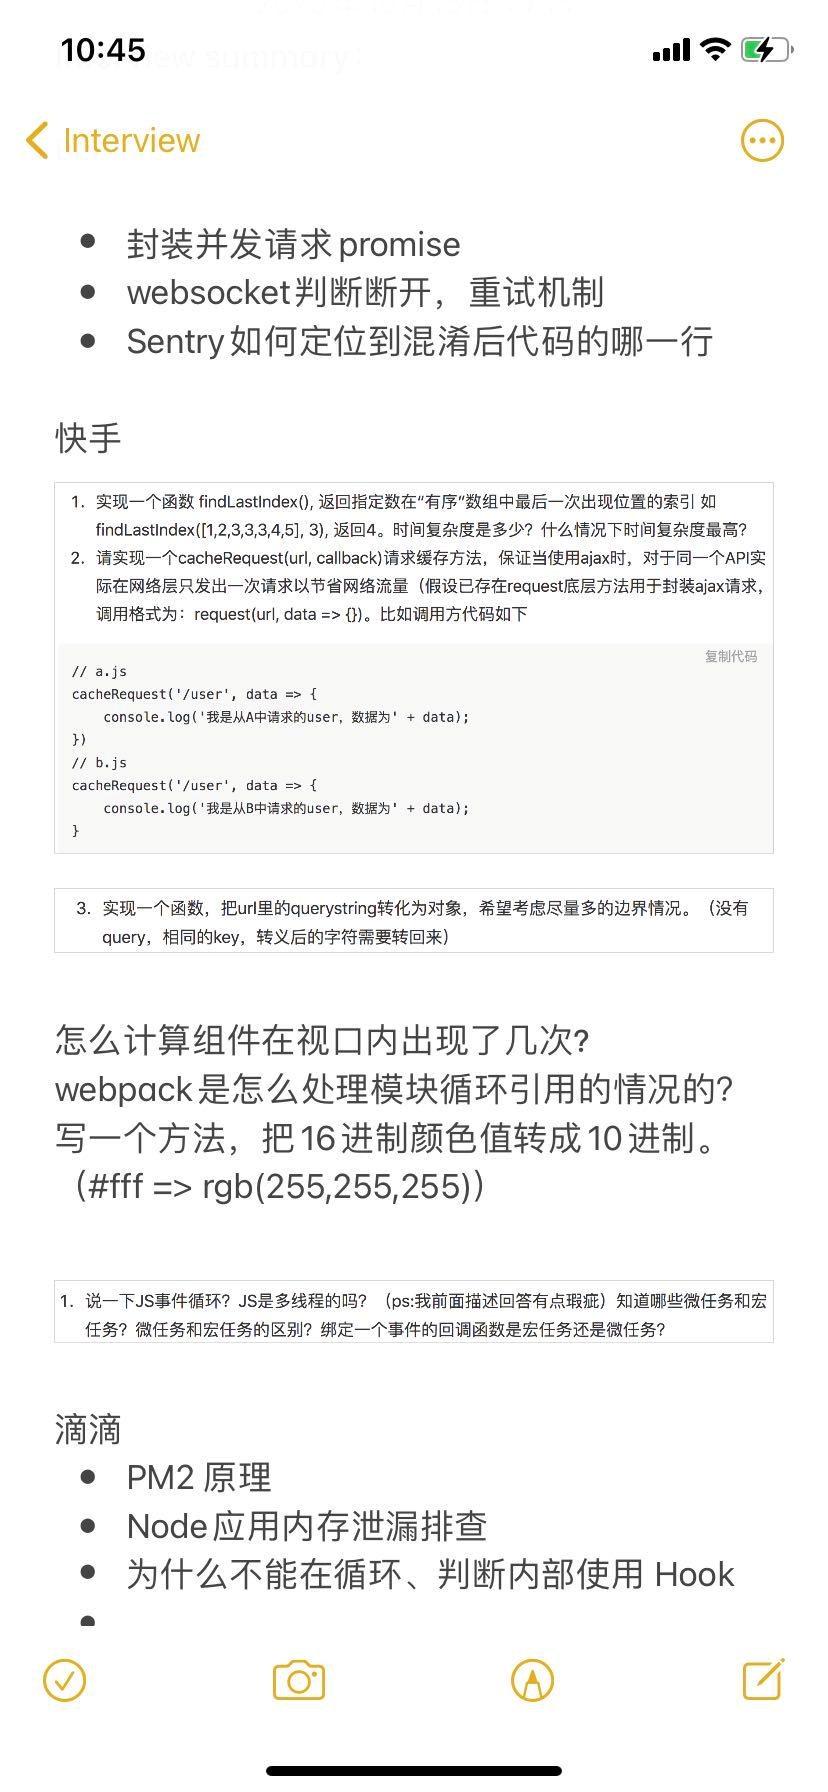 10:45
Interview
封装并发请求promise
websocket判断断开，重试机制
Sentry如何定位到混淆后代码的哪一行
快手
1. 实现一个函数 findLastIndex(), 返回指定数在“有序”数组中最后一次出现位置的索引 如
findLastIndex([1,2,3,3,3,4,5], 3), 返回4。时间复杂度是多少？什么情况下时间复杂度最高?
2. 请实现一个cacheRequest(url, callback)请求缓存方法，保证当使用ajax时，对于同一个API实
际在网络层只发出一次请求以节省网络流量（假设已存在request底层方法用于封装ajax请求，
调用格式为：request(url, data => {})。比如调用方代码如下
复制代码
// a.js
cacheRequest('/user', data => {
console.log('我是从A中请求的user，数据为' + data);
})
// b.js
cacheRequest('/user', data => {
console.log('我是从B中请求的user，数据为' + data);
}
3. 实现一个函数，把url里的querystring转化为对象，希望考虑尽量多的边界情况。（没有
query，相同的key，转义后的字符需要转回来）
怎么计算组件在视口内出现了几次?
webpack是怎么处理模块循环引用的情况的?
写一个方法，把16进制颜色值转成10进制。
（#fff => rgb(255,255,255)）
1. 说一下JS事件循环？JS是多线程的吗？（ps:我前面描述回答有点瑕疵）知道哪些微任务和宏
任务？微任务和宏任务的区别？绑定一个事件的回调函数是宏任务还是微任务?
滴滴
PM2 原理
Node应用内存泄漏排查
为什么不能在循环、判断内部使用 Hook